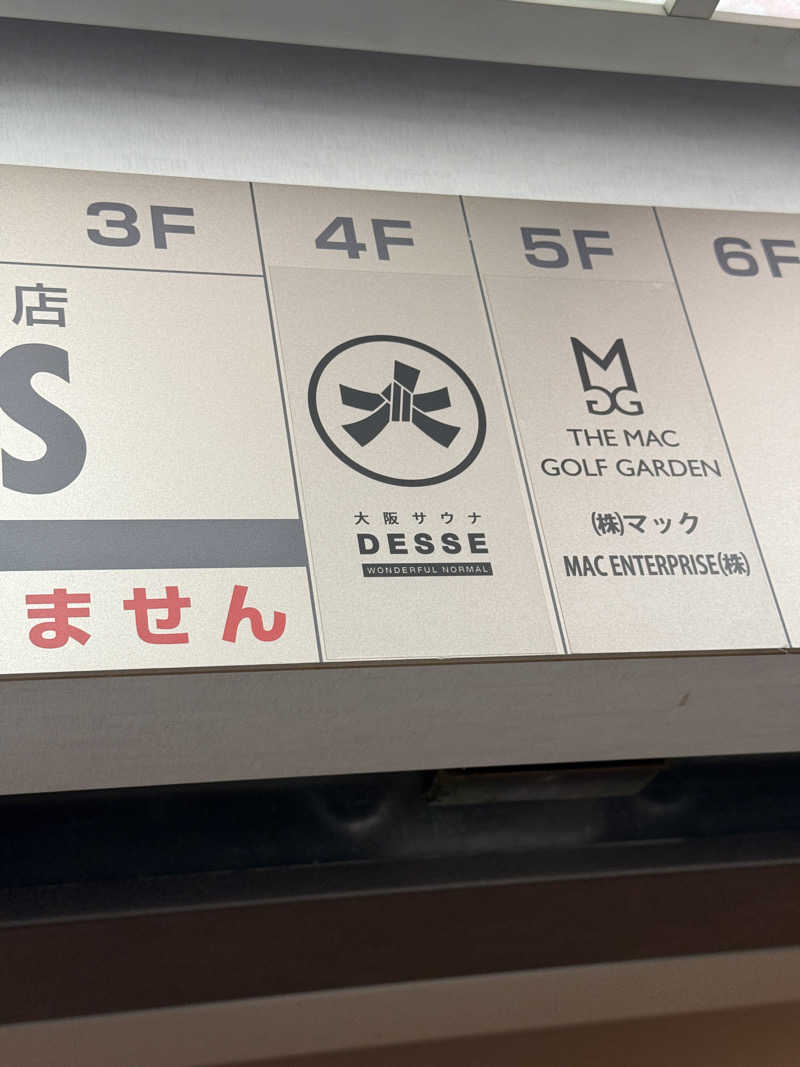 3F
店
S
ません
4F
大阪サウナ
DESSE
WONDERFUL NORMAL
5F
MGG
THE MAC
GOLF GARDEN
㈱マック
MAC ENTERPRISE㈱
6F